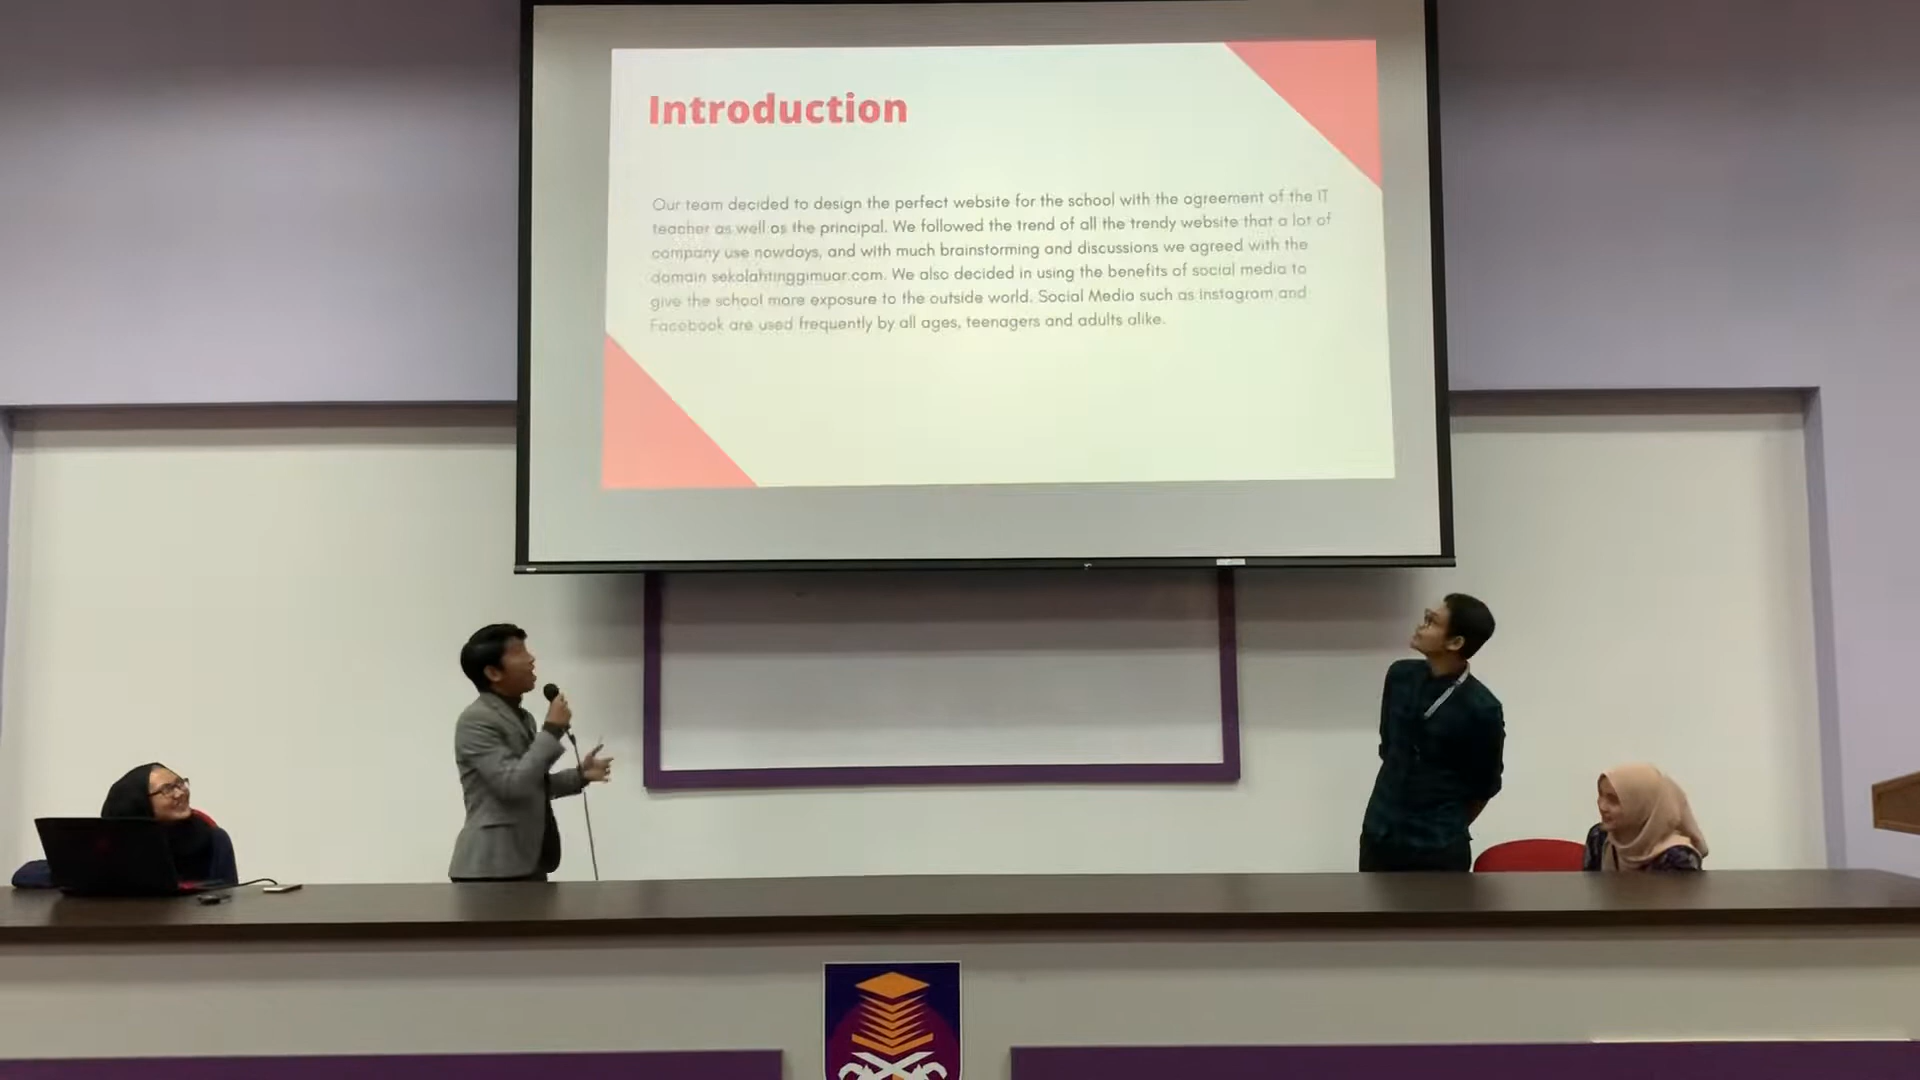 Introduction
Our team decided to design the perfect website for the school with the agreement of the IT
teacher as well as the principal. We followed the trend of all the trendy website that a lot of
company use nowdays, and with much brainstorming and discussions we agreed with the
domain sekolahtinggimuar.com. We also decided in using the benefits of social media to
give the school more exposure to the outside world. Social Media such as instagram and
Facebook are used frequently by all ages, teenagers and adults alike.